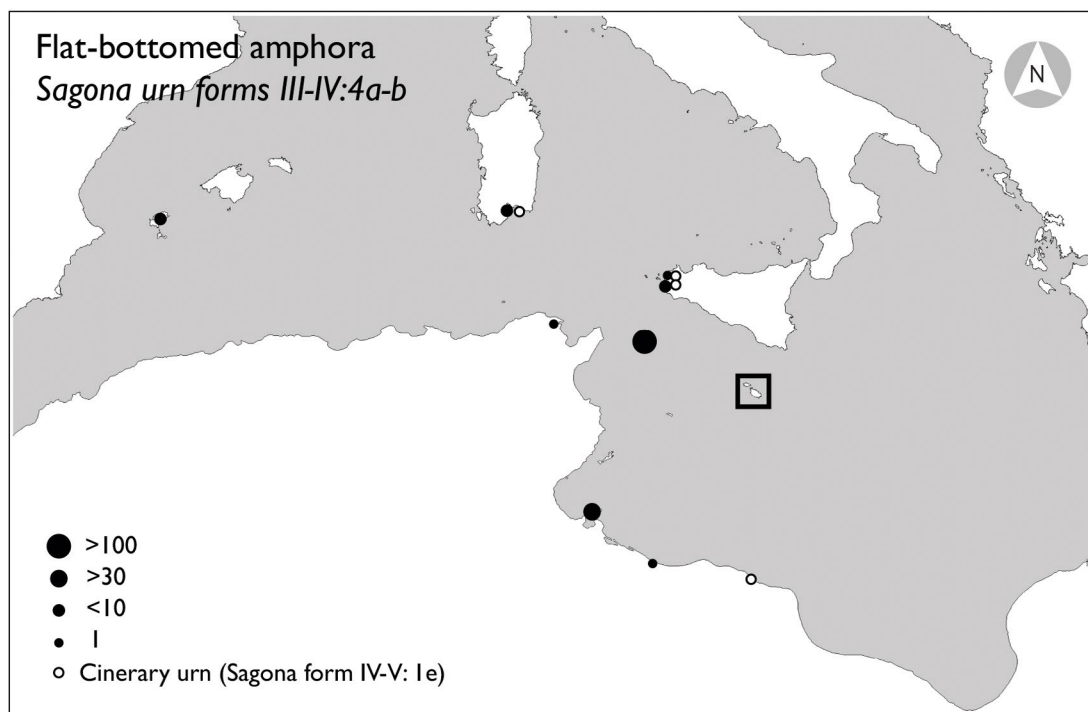 Flat-bottomed amphora
Sagona urn forms III-IV:4a-b
N
>100
>30
<10
1
Cinerary urn (Sagona form IV-V: 1e)